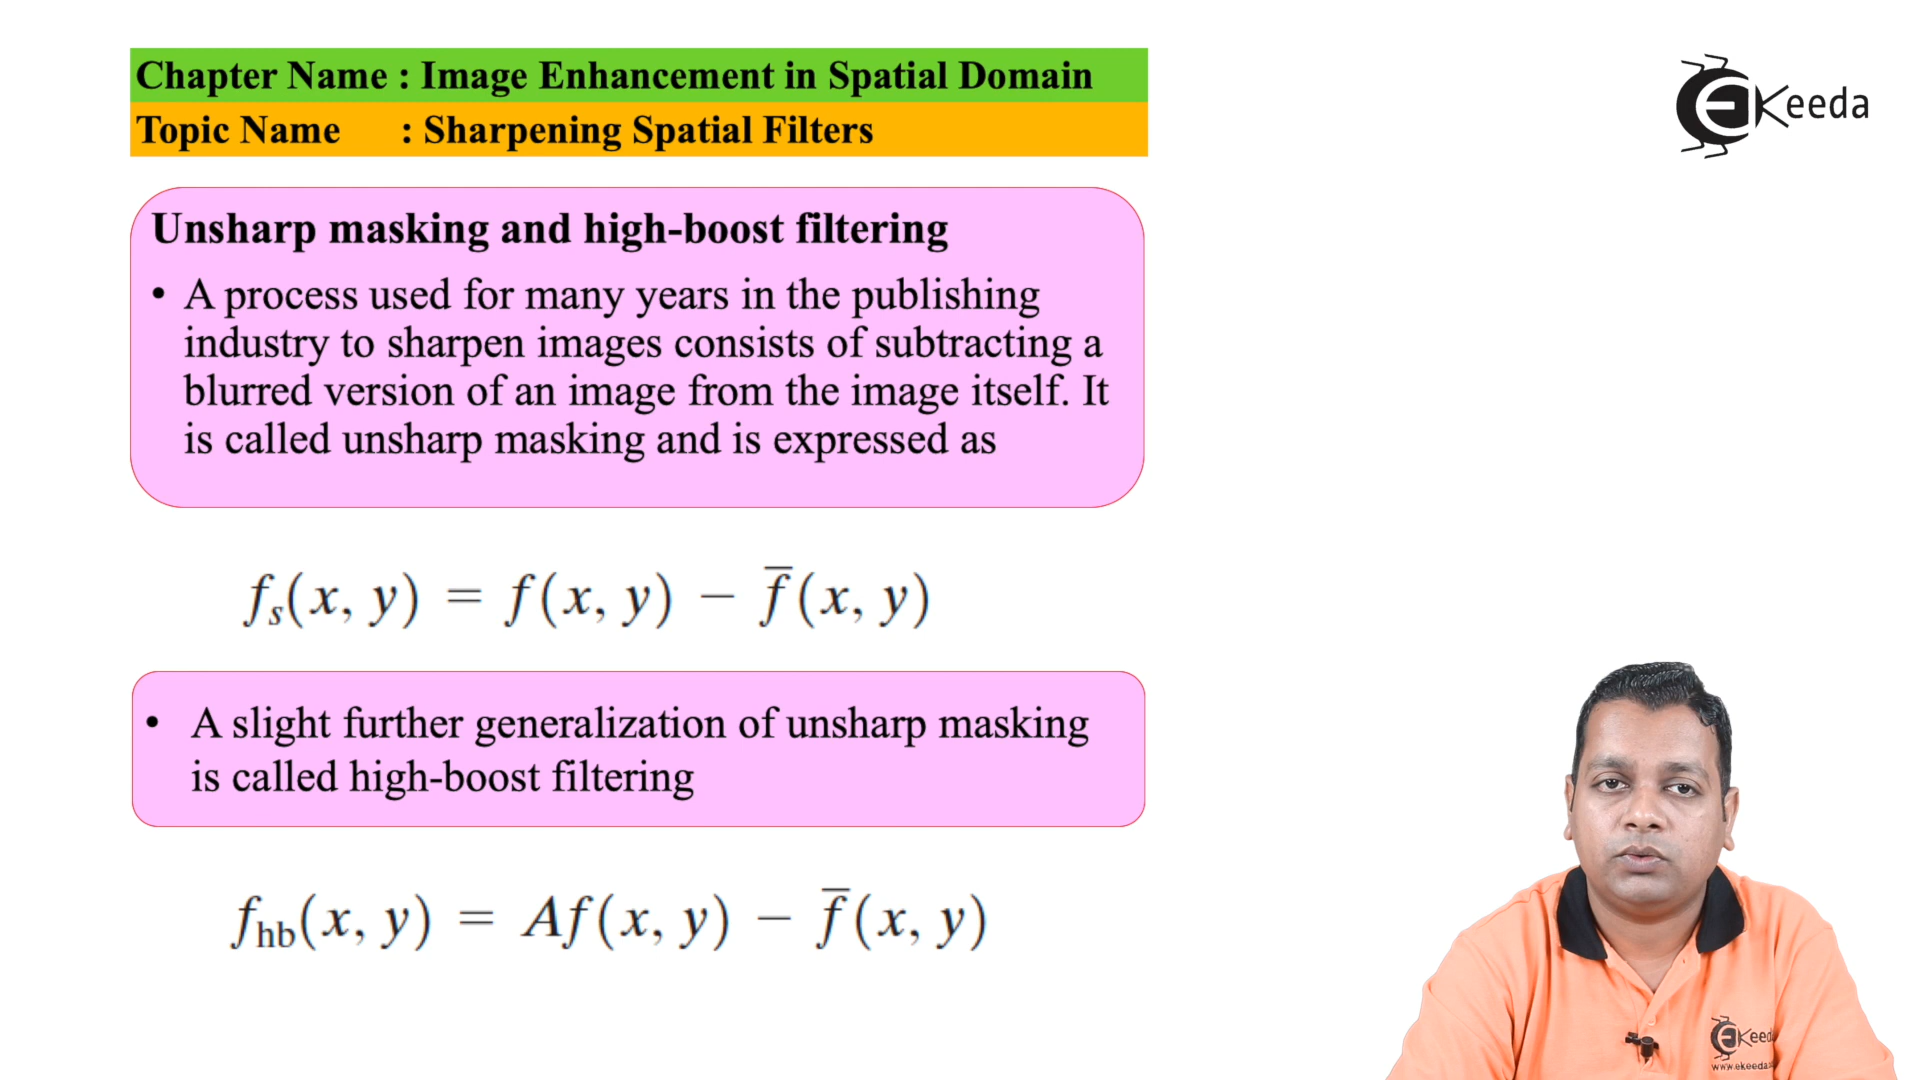 Chapter Name : Image Enhancement in Spatial Domain
Topic Name : Sharpening Spatial Filters
EKeeda
Unsharp masking and high-boost filtering
• A process used for many years in the publishing
industry to sharpen images consists of subtracting a
blurred version of an image from the image itself. It
is called unsharp masking and is expressed as
fₛ(x, y) = f(x, y) − f̅(x, y)
• A slight further generalization of unsharp masking
is called high-boost filtering
f_hb(x, y) = Af(x, y) − f̅(x, y)